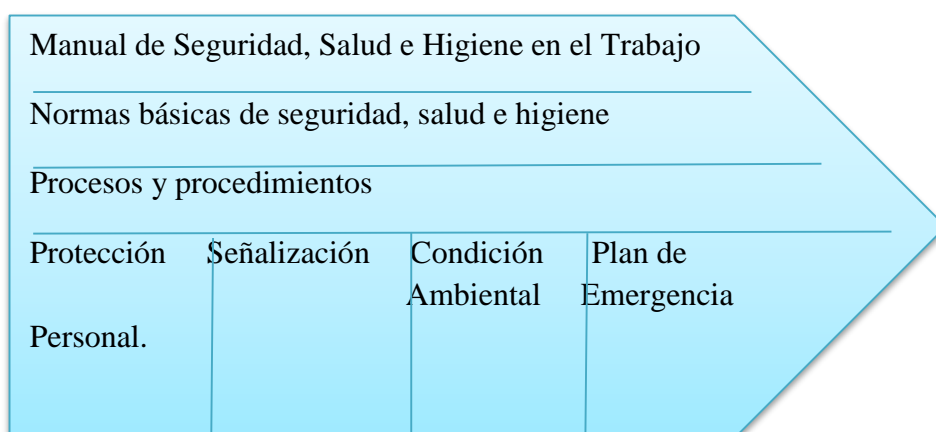 Manual de Seguridad, Salud e Higiene en el Trabajo
Normas básicas de seguridad, salud e higiene
Procesos y procedimientos
Protección Señalización Condición Plan de
Ambiental Emergencia
Personal.